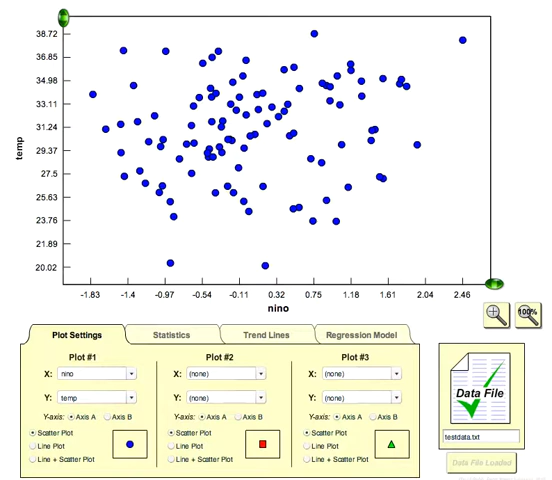 38.72
36.85
34.98
33.11
31.24
29.37
27.5
25.63
23.76
21.89
20.02
temp
-1.83 -1.4 -0.97 -0.54 -0.11 0.32 0.75 1.18 1.61 2.04 2.46
nino
100%
Plot Settings Statistics Trend Lines Regression Model
Plot #1 Plot #2 Plot #3
X: nino X: (none) X: (none)
Y: temp Y: (none) Y: (none)
Y-axis: Axis A Axis B Y-axis: Axis A Axis B Y-axis: Axis A Axis B
Scatter Plot Scatter Plot Scatter Plot
Line Plot Line Plot Line Plot
Line + Scatter Plot Line + Scatter Plot Line + Scatter Plot
Data File
testdata.txt
Data File Loaded